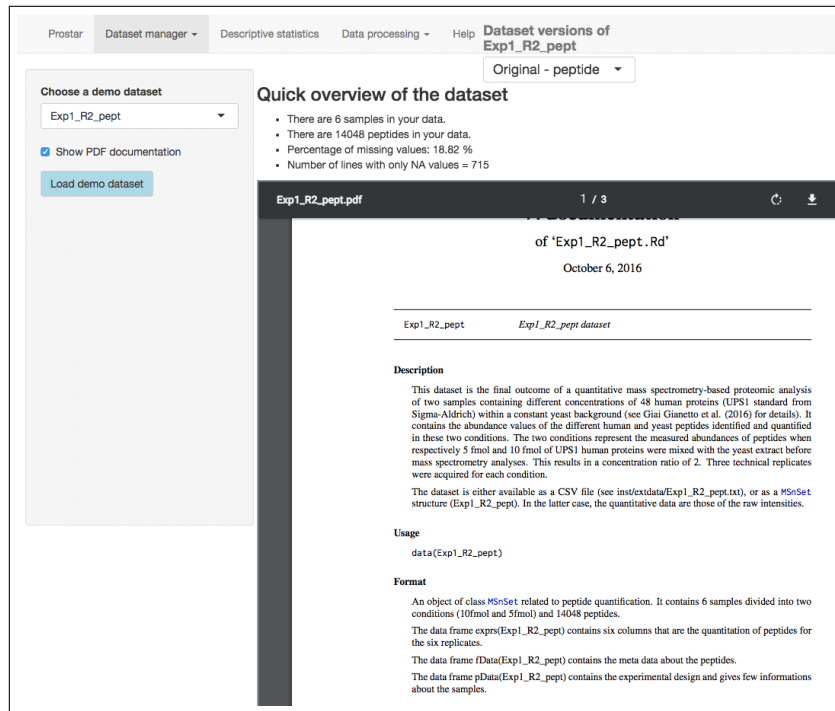 Prostar Dataset manager Descriptive statistics Data processing Help Dataset versions of
Exp1_R2_pept
Original - peptide
Choose a demo dataset
Exp1_R2_pept
Show PDF documentation
Load demo dataset
Quick overview of the dataset
• There are 6 samples in your data.
• There are 14048 peptides in your data.
• Percentage of missing values: 18.82 %
• Number of lines with only NA values = 715
Exp1_R2_pept.pdf 1 / 3
of ‘Exp1_R2_pept.Rd’
October 6, 2016
Exp1_R2_pept Exp1_R2_pept dataset
Description
This dataset is the final outcome of a quantitative mass spectrometry-based proteomic analysis
of two samples containing different concentrations of 48 human proteins (UPS1 standard from
Sigma-Aldrich) within a constant yeast background (see Giai Gianetto et al. (2016) for details). It
contains the abundance values of the different human and yeast peptides identified and quantified
in these two conditions. The two conditions represent the measured abundances of peptides when
respectively 5 fmol and 10 fmol of UPS1 human proteins were mixed with the yeast extract before
mass spectrometry analyses. This results in a concentration ratio of 2. Three technical replicates
were acquired for each condition.
The dataset is either available as a CSV file (see inst/extdata/Exp1_R2_pept.txt), or as a MSnSet
structure (Exp1_R2_pept). In the latter case, the quantitative data are those of the raw intensities.
Usage
data(Exp1_R2_pept)
Format
An object of class MSnSet related to peptide quantification. It contains 6 samples divided into two
conditions (10fmol and 5fmol) and 14048 peptides.
The data frame exprs(Exp1_R2_pept) contains six columns that are the quantitation of peptides for
the six replicates.
The data frame fData(Exp1_R2_pept) contains the meta data about the peptides.
The data frame pData(Exp1_R2_pept) contains the experimental design and gives few informations
about the samples.